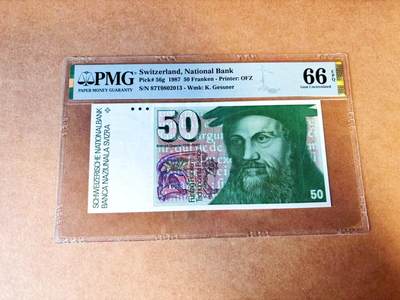 PMG
PAPER MONEY GUARANTY
Switzerland, National Bank
Pick# 56g 1987 50 Franken - Printer: OFZ
S/N 87T0802013 - Wmk: K. Gessner
66 EPQ
Gem Uncirculated
SCHWEIZERISCHE NATIONALBANK
BANCA NAZIUNALA SVIZRA
50
50